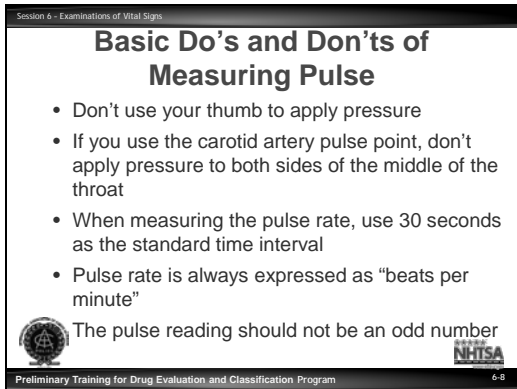 Session 6 - Examinations of Vital Signs
Basic Do's and Don'ts of
Measuring Pulse
• Don't use your thumb to apply pressure
• If you use the carotid artery pulse point, don't
apply pressure to both sides of the middle of the
throat
• When measuring the pulse rate, use 30 seconds
as the standard time interval
• Pulse rate is always expressed as “beats per
minute”
The pulse reading should not be an odd number
NHTSA
Preliminary Training for Drug Evaluation and Classification Program
6-8